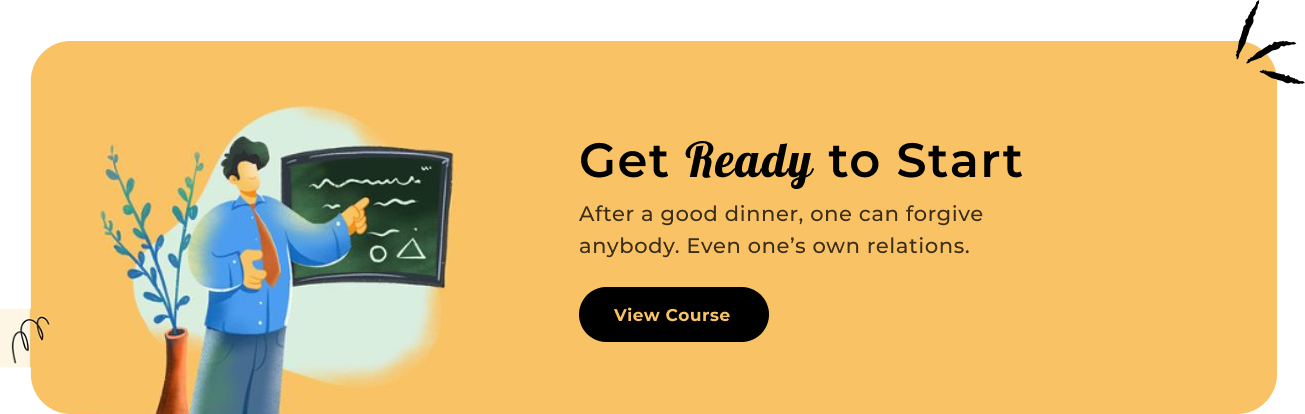 Get Ready to Start
After a good dinner, one can forgive
anybody. Even one’s own relations.
View Course